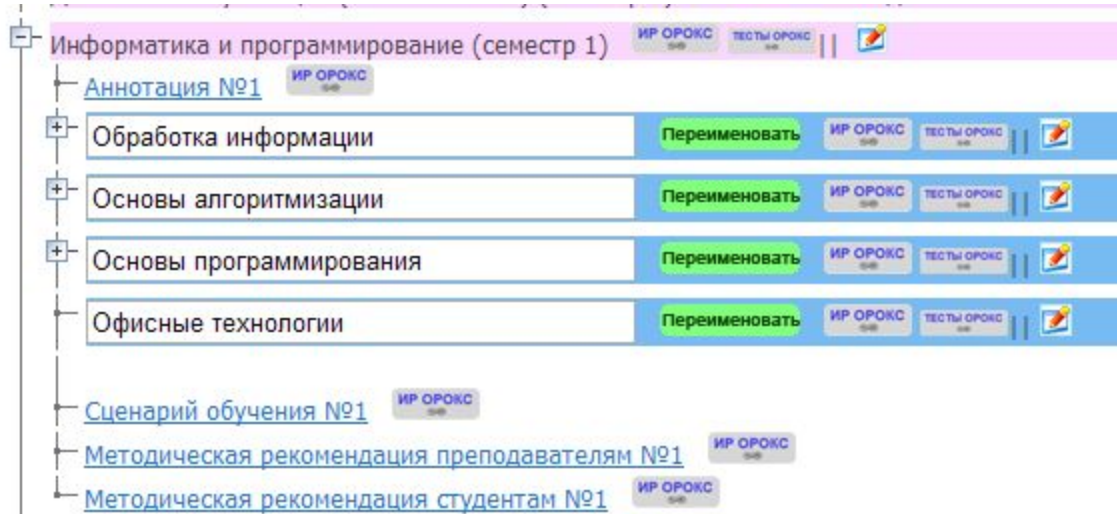 Информатика и программирование (семестр 1) ИР ОРОКС ТЕСТЫ ОРОКС ||
Аннотация №1 ИР ОРОКС
Обработка информации Переименовать ИР ОРОКС ТЕСТЫ ОРОКС ||
Основы алгоритмизации Переименовать ИР ОРОКС ТЕСТЫ ОРОКС ||
Основы программирования Переименовать ИР ОРОКС ТЕСТЫ ОРОКС ||
Офисные технологии Переименовать ИР ОРОКС ТЕСТЫ ОРОКС ||
Сценарий обучения №1 ИР ОРОКС
Методическая рекомендация преподавателям №1 ИР ОРОКС
Методическая рекомендация студентам №1 ИР ОРОКС